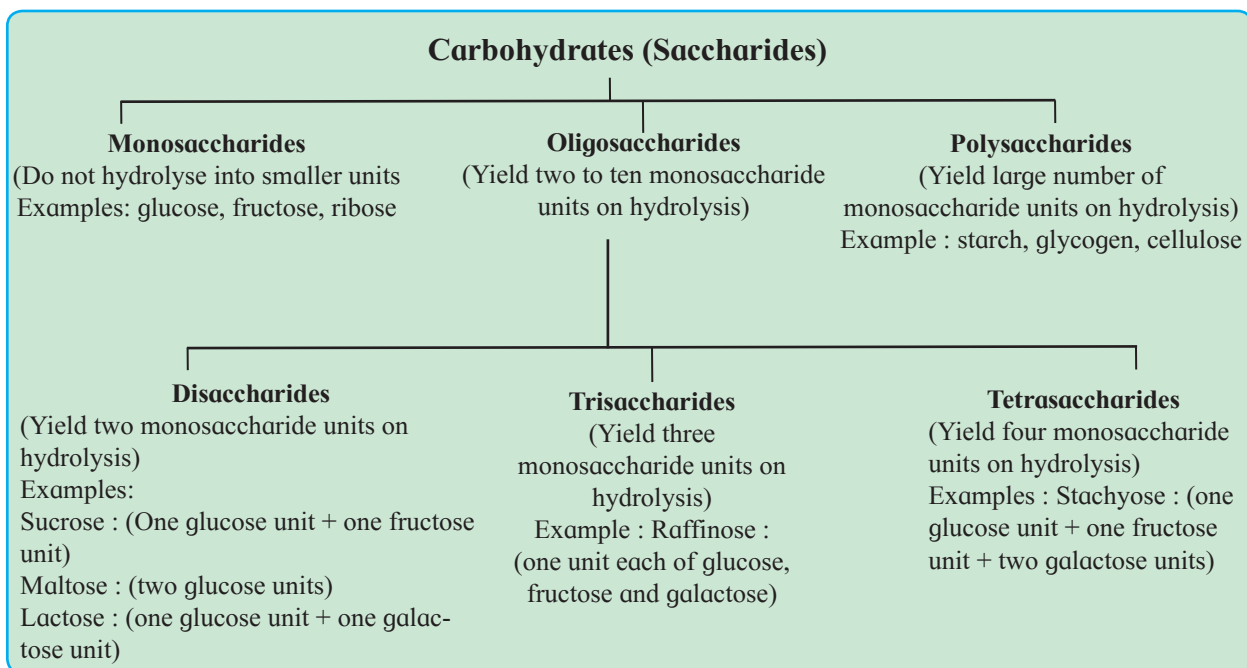 Carbohydrates (Saccharides)
Monosaccharides
(Do not hydrolyse into smaller units
Examples: glucose, fructose, ribose
Oligosaccharides
(Yield two to ten monosaccharide
units on hydrolysis)
Polysaccharides
(Yield large number of
monosaccharide units on hydrolysis)
Example : starch, glycogen, cellulose
Disaccharides
(Yield two monosaccharide units on
hydrolysis)
Examples:
Sucrose : (One glucose unit + one fructose
unit)
Maltose : (two glucose units)
Lactose : (one glucose unit + one galac-
tose unit)
Trisaccharides
(Yield three
monosaccharide units on
hydrolysis)
Example : Raffinose :
(one unit each of glucose,
fructose and galactose)
Tetrasaccharides
(Yield four monosaccharide
units on hydrolysis)
Examples : Stachyose : (one
glucose unit + one fructose
unit + two galactose units)